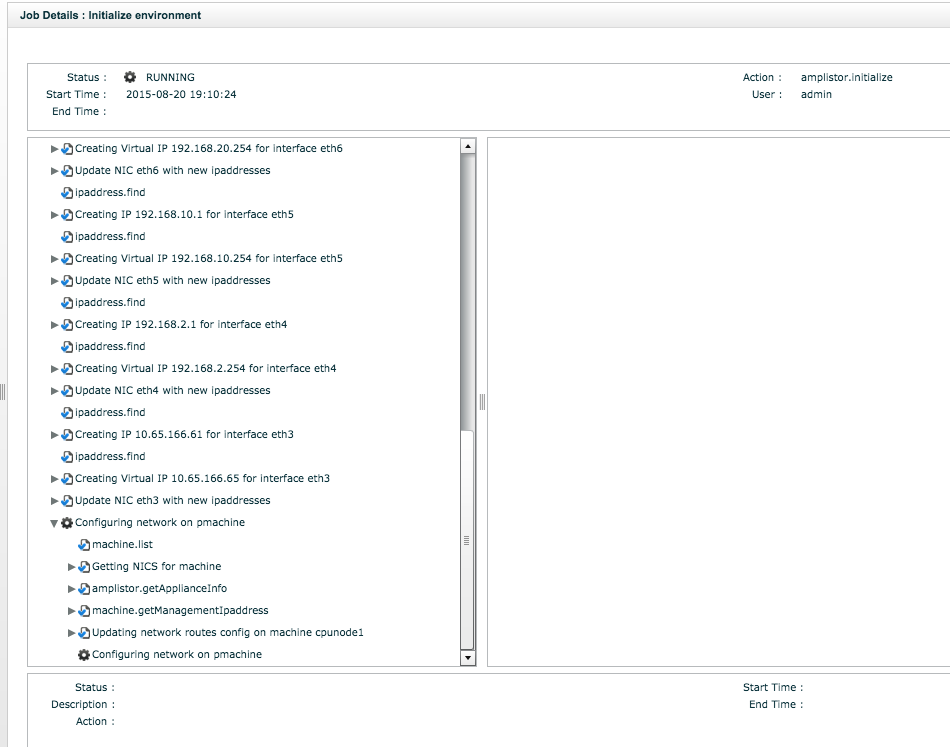 Job Details : Initialize environment
Status : RUNNING
Action : amplistor.initialize
Start Time : 2015-08-20 19:10:24
User : admin
End Time :
Creating Virtual IP 192.168.20.254 for interface eth6
Update NIC eth6 with new ipaddresses
ipaddress.find
Creating IP 192.168.10.1 for interface eth5
ipaddress.find
Creating Virtual IP 192.168.10.254 for interface eth5
Update NIC eth5 with new ipaddresses
ipaddress.find
Creating IP 192.168.2.1 for interface eth4
ipaddress.find
Creating Virtual IP 192.168.2.254 for interface eth4
Update NIC eth4 with new ipaddresses
ipaddress.find
Creating IP 10.65.166.61 for interface eth3
ipaddress.find
Creating Virtual IP 10.65.166.65 for interface eth3
Update NIC eth3 with new ipaddresses
Configuring network on pmachine
machine.list
Getting NICS for machine
amplistor.getApplianceInfo
machine.getManagementIpaddress
Updating network routes config on machine cpunode1
Configuring network on pmachine
Status :
Start Time :
Description :
End Time :
Action :